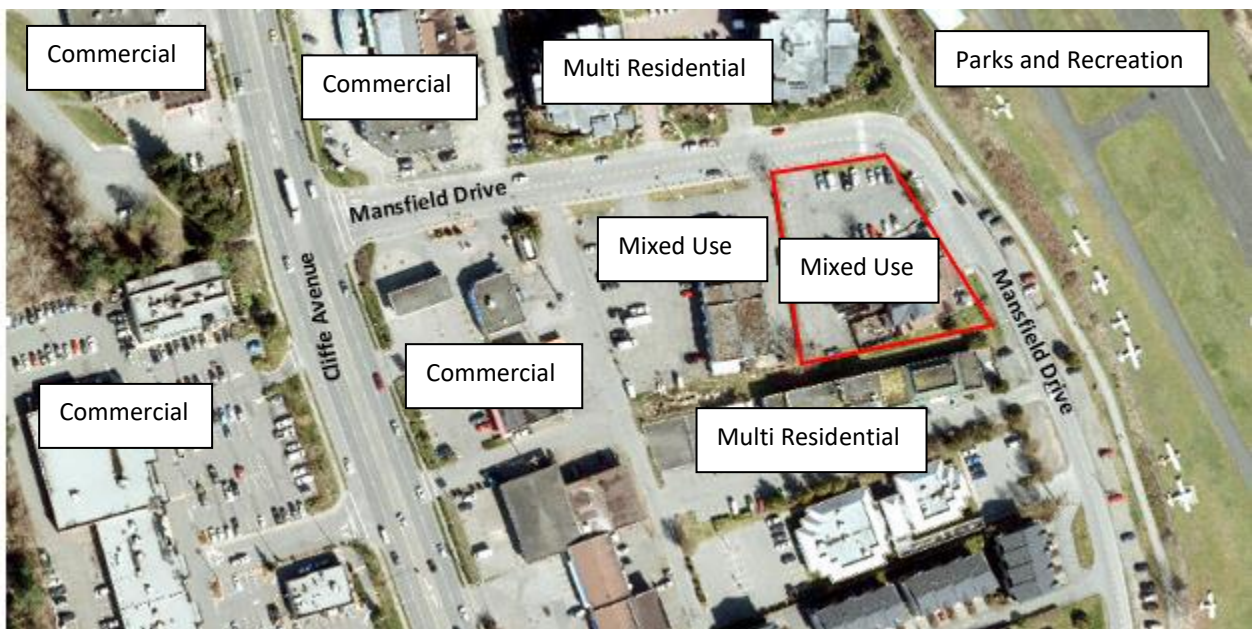 Commercial
Commercial
Multi Residential
Parks and Recreation
Mansfield Drive
Mixed Use
Mixed Use
Mansfield Drive
Cliffe Avenue
Commercial
Commercial
Multi Residential